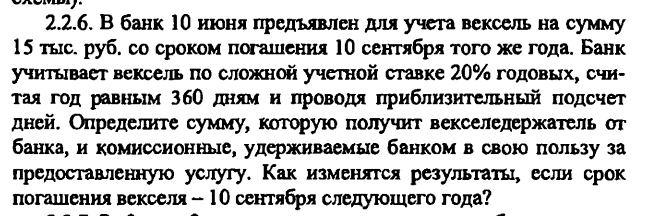 2.2.6. В банк 10 июня предъявлен для учета вексель на сумму
15 тыс. руб. со сроком погашения 10 сентября того же года. Банк
учитывает вексель по сложной учетной ставке 20% годовых, счи-
тая год равным 360 дням и проводя приблизительный подсчет
дней. Определите сумму, которую получит векселедержатель от
банка, и комиссионные, удерживаемые банком в свою пользу за
предоставленную услугу. Как изменятся результаты, если срок
погашения векселя – 10 сентября следующего года?